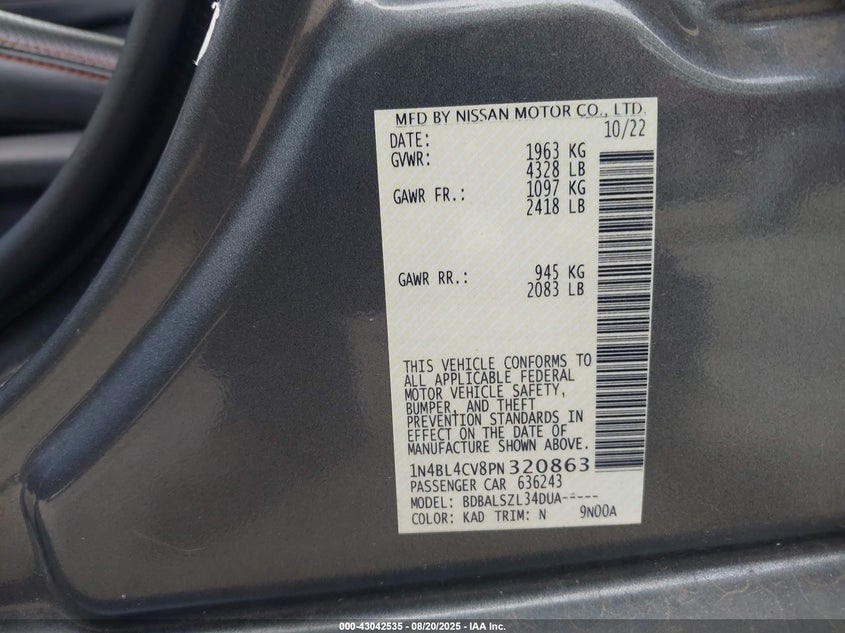 MFD BY NISSAN MOTOR CO., LTD.
DATE: 10/22
GVWR: 1963 KG
4328 LB
GAWR FR.: 1097 KG
2418 LB
GAWR RR.: 945 KG
2083 LB
THIS VEHICLE CONFORMS TO
ALL APPLICABLE FEDERAL
MOTOR VEHICLE SAFETY,
BUMPER, AND THEFT
PREVENTION STANDARDS IN
EFFECT ON THE DATE OF
MANUFACTURE SHOWN ABOVE.
1N4BL4CV8PN320863
PASSENGER CAR 636243
MODEL: BDBALSZL34DUA-----
COLOR: KAD TRIM: N 9N00A
000-43042535 - 08/20/2025 - IAA Inc.